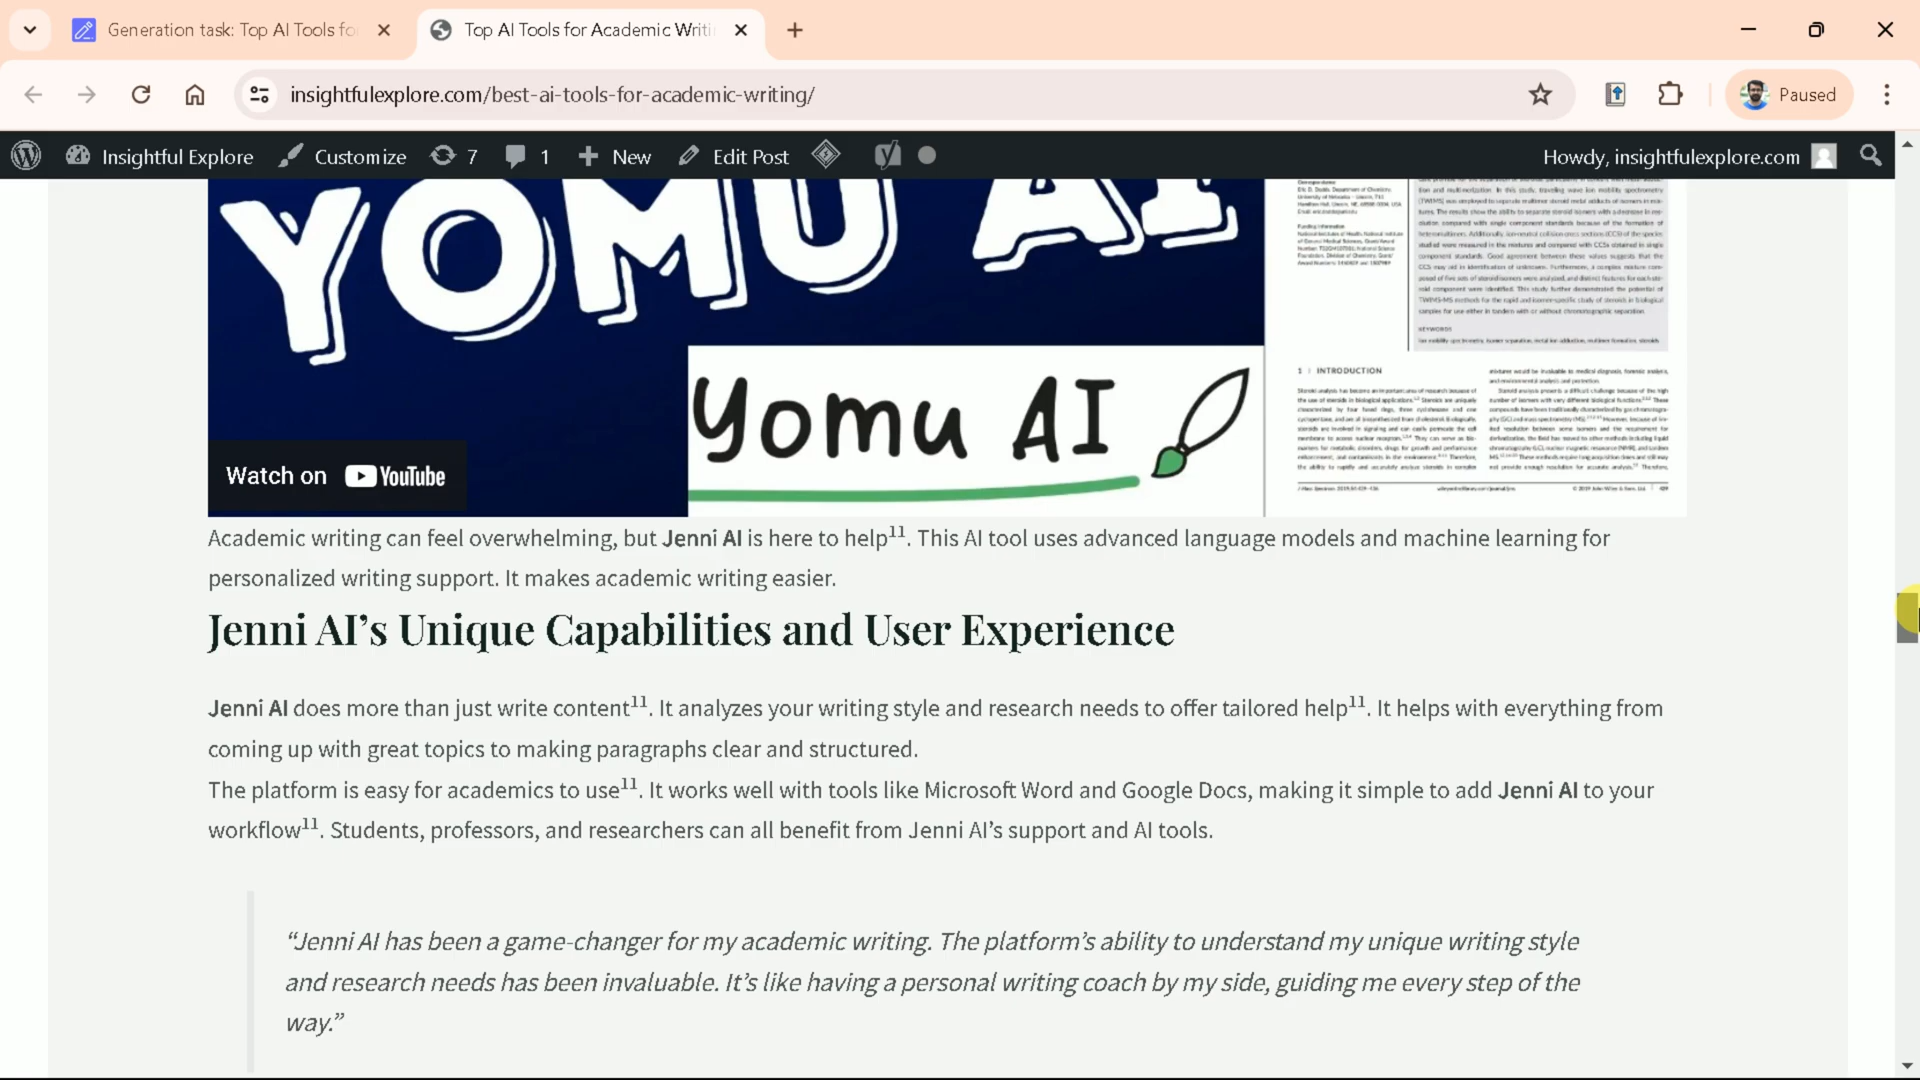 Generation task: Top AI Tools fo
Top AI Tools for Academic Writi
insightfulexplore.com/best-ai-tools-for-academic-writing/
Paused
Insightful Explore
Customize
7
1
New
Edit Post
Howdy, insightfulexplore.com
YOMU AI
Yomu AI
Watch on YouTube
KEYWORDS
1 | INTRODUCTION
Academic writing can feel overwhelming, but Jenni AI is here to help11. This AI tool uses advanced language models and machine learning for
personalized writing support. It makes academic writing easier.
Jenni AI’s Unique Capabilities and User Experience
Jenni AI does more than just write content11. It analyzes your writing style and research needs to offer tailored help11. It helps with everything from
coming up with great topics to making paragraphs clear and structured.
The platform is easy for academics to use11. It works well with tools like Microsoft Word and Google Docs, making it simple to add Jenni AI to your
workflow11. Students, professors, and researchers can all benefit from Jenni AI’s support and AI tools.
“Jenni AI has been a game-changer for my academic writing. The platform’s ability to understand my unique writing style
and research needs has been invaluable. It’s like having a personal writing coach by my side, guiding me every step of the
way.”